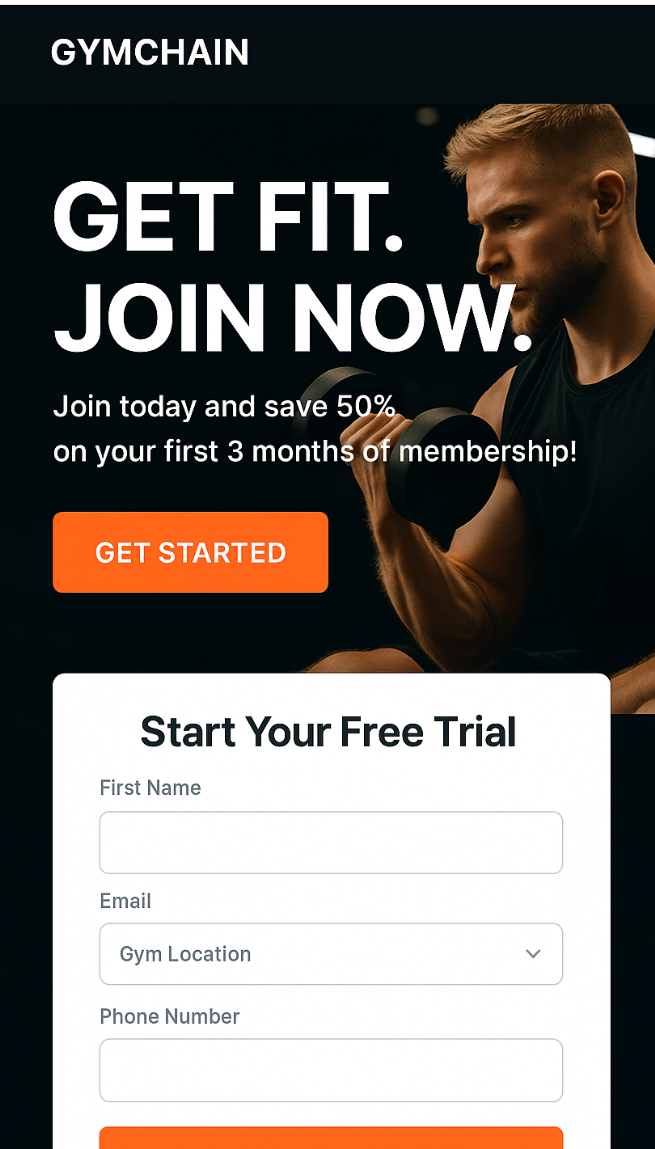 GYMCHAIN
GET FIT.
JOIN NOW.
Join today and save 50%
on your first 3 months of membership!
GET STARTED
Start Your Free Trial
First Name
Email
Gym Location
Phone Number